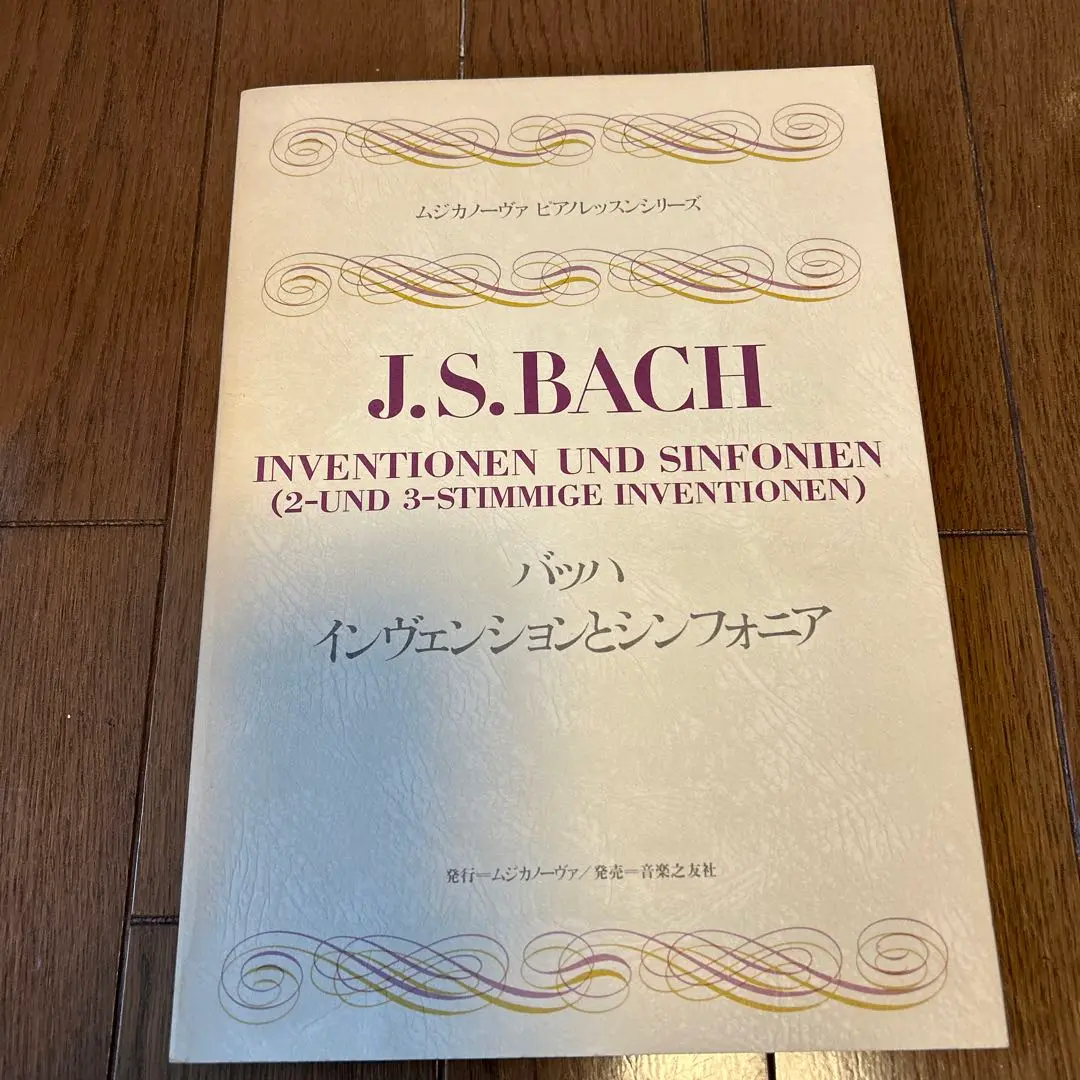 ムジカノーヴァ ピアノレッスンシリーズ
J.S.BACH
INVENTIONEN UND SINFONIEN
(2-UND 3-STIMMIGE INVENTIONEN)
バッハ
インヴェンションとシンフォニア
発行=ムジカノーヴァ/発売=音楽之友社